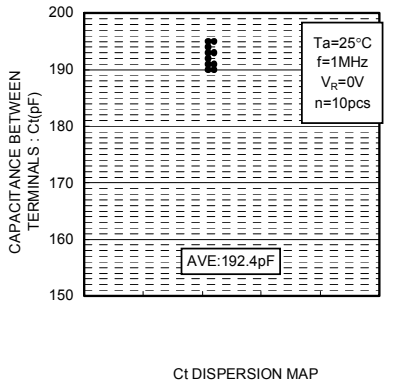 CAPACITANCE BETWEEN
TERMINALS : Ct(pF)
200
190
180
170
160
150
Ta=25°C
f=1MHz
VR=0V
n=10pcs
AVE:192.4pF
Ct DISPERSION MAP